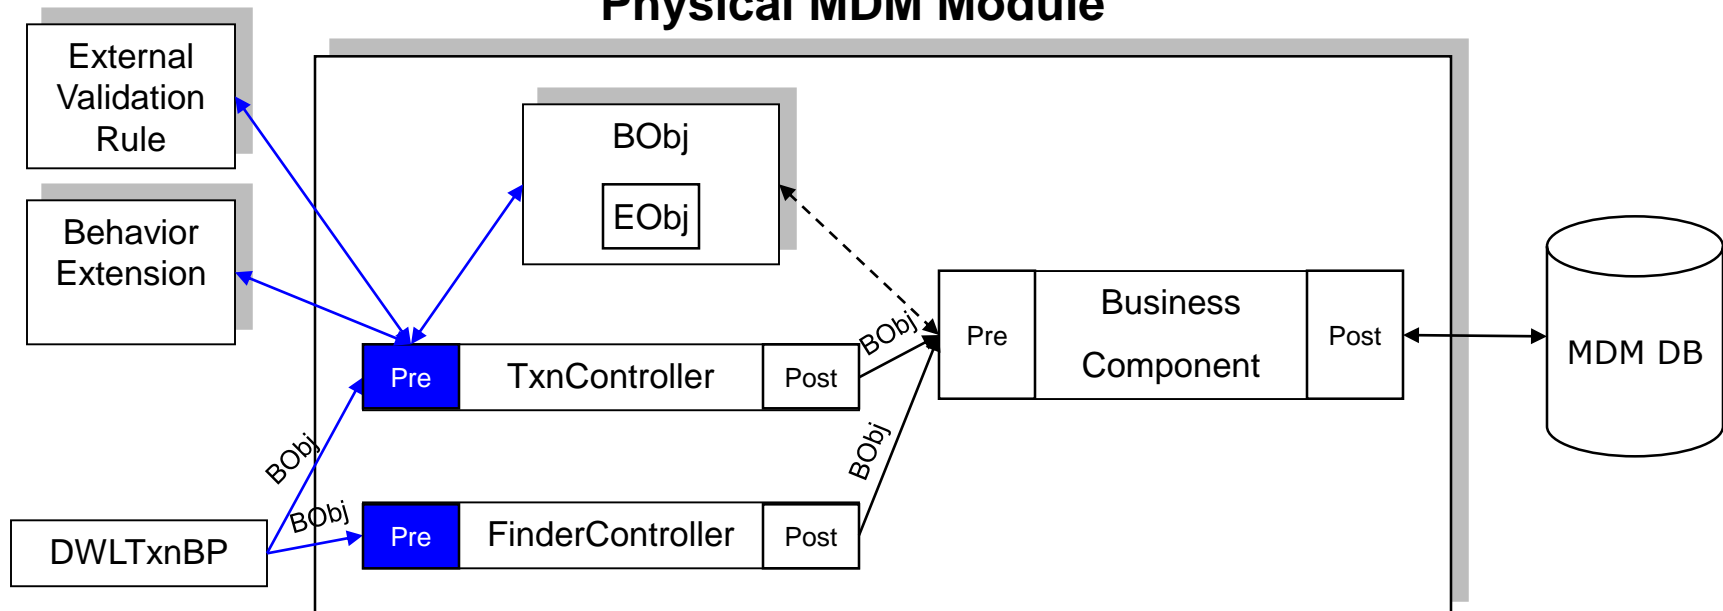 Physical MDM Module
External
Validation
Rule
BObj
EObj
Behavior
Extension
Pre
TxnController
Post
BObj
Pre
Business
Component
Post
MDM DB
BObj
BObj
BObj
Pre
FinderController
Post
DWLTxnBP